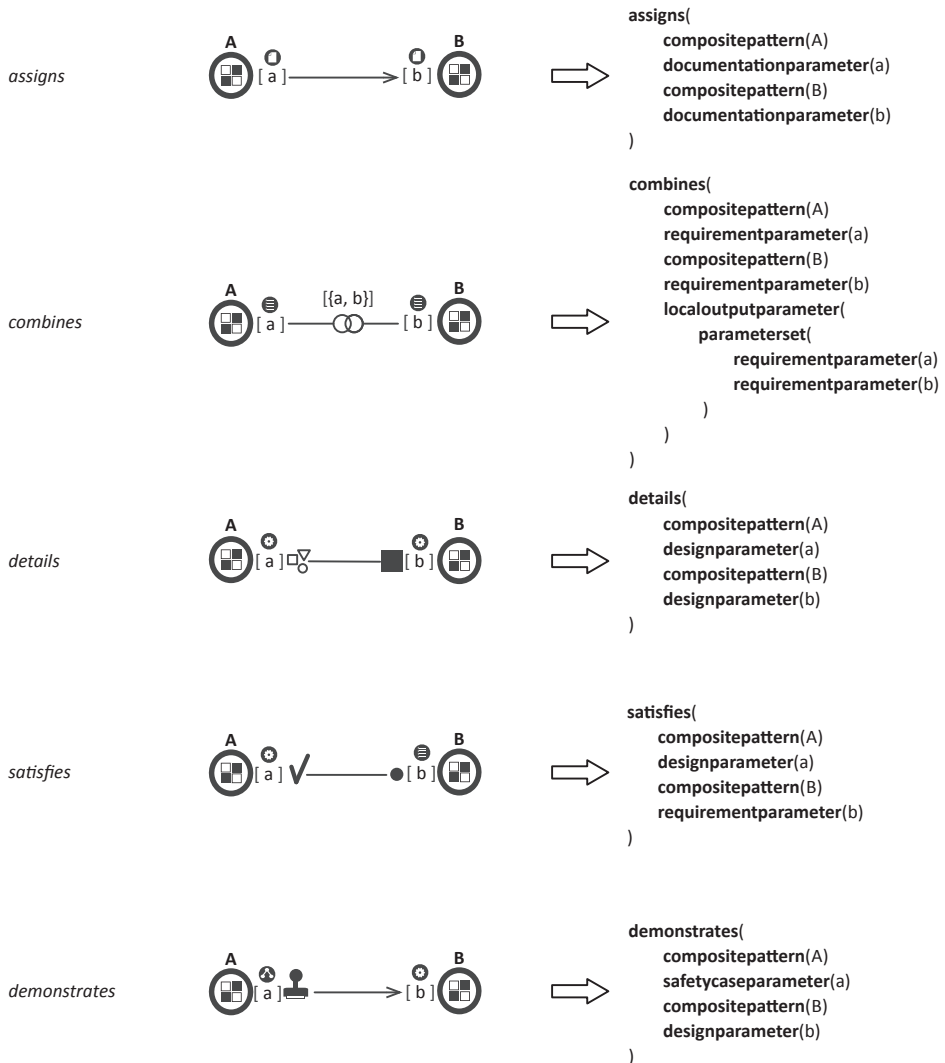 assigns
A
B
[ a ]
[ b ]
assigns(
compositepattern(A)
documentationparameter(a)
compositepattern(B)
documentationparameter(b)
)
combines
A
B
[ a ]
[{a, b}]
[ b ]
combines(
compositepattern(A)
requirementparameter(a)
compositepattern(B)
requirementparameter(b)
localoutputparameter(
parameterset(
requirementparameter(a)
requirementparameter(b)
)
)
)
details
A
B
[ a ]
[ b ]
details(
compositepattern(A)
designparameter(a)
compositepattern(B)
designparameter(b)
)
satisfies
A
B
[ a ]
[ b ]
satisfies(
compositepattern(A)
designparameter(a)
compositepattern(B)
requirementparameter(b)
)
demonstrates
A
B
[ a ]
[ b ]
demonstrates(
compositepattern(A)
safetycaseparameter(a)
compositepattern(B)
designparameter(b)
)